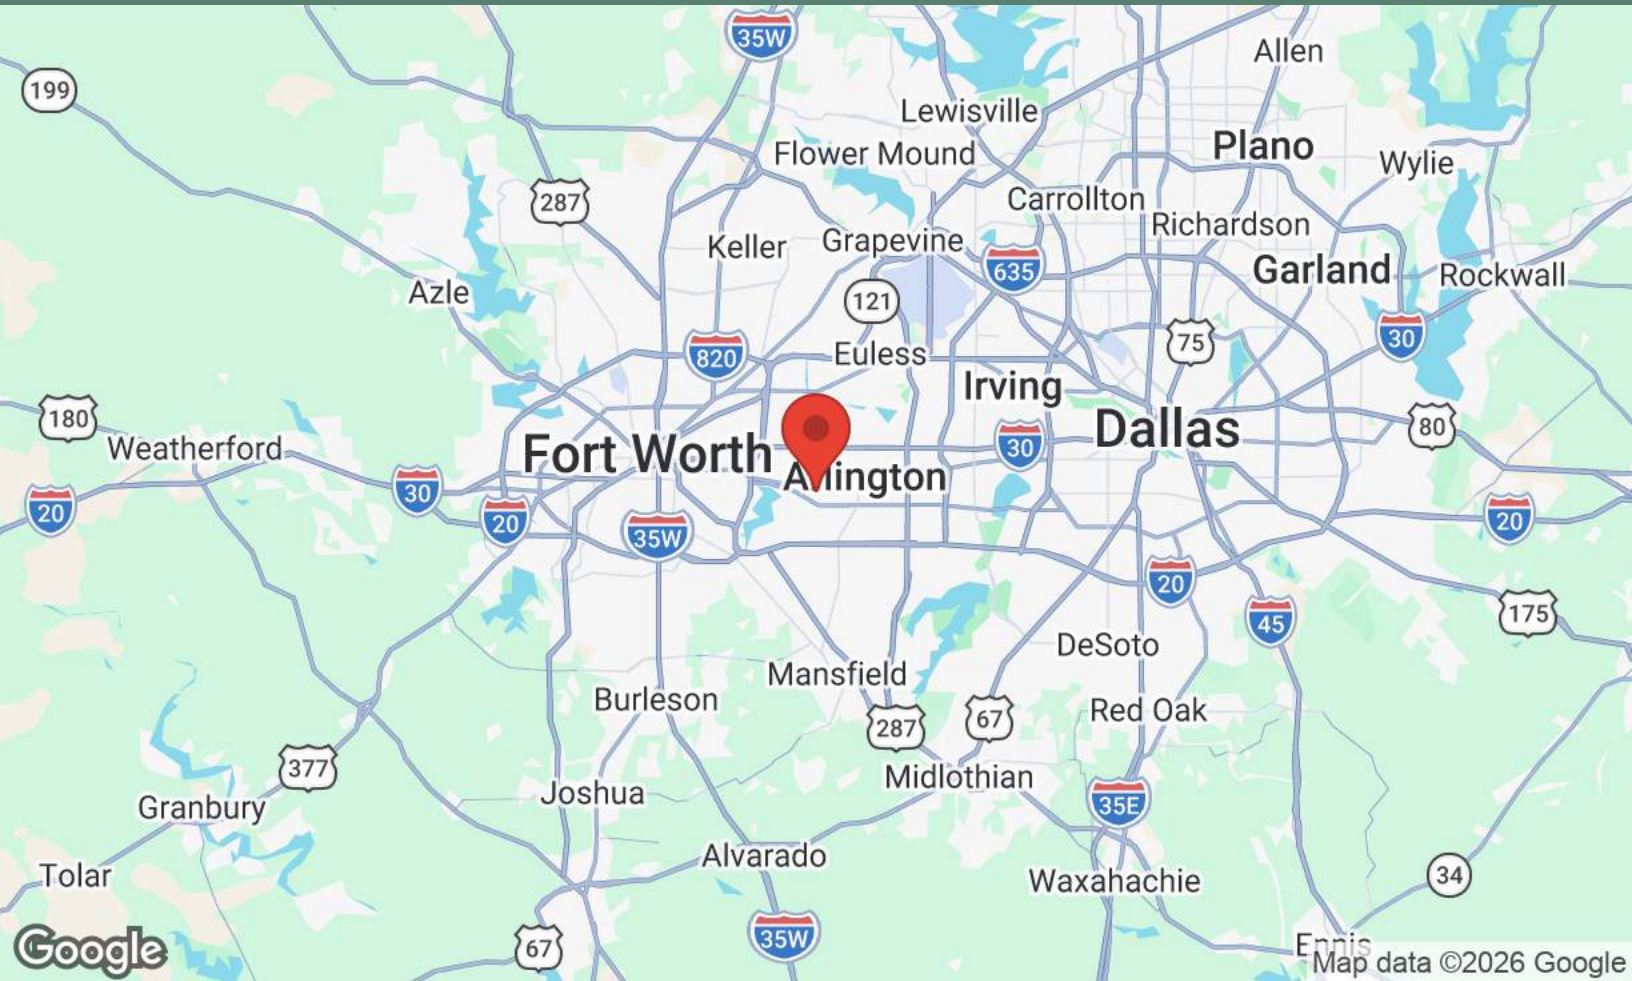 35W
Allen
199
Lewisville
Plano
Flower Mound
Wylie
287
Carrollton
Richardson
Keller
Grapevine
635
Garland
Rockwall
Azle
121
30
75
820
Euless
Irving
180
Dallas
80
Weatherford
Fort Worth
30
Arlington
30
20
20
35W
20
20
45
175
DeSoto
Mansfield
Burleson
Red Oak
287
67
377
Midlothian
Joshua
35E
Granbury
Alvarado
Tolar
Waxahachie
34
35W
67
Ennis
Google
Map data ©2026 Google